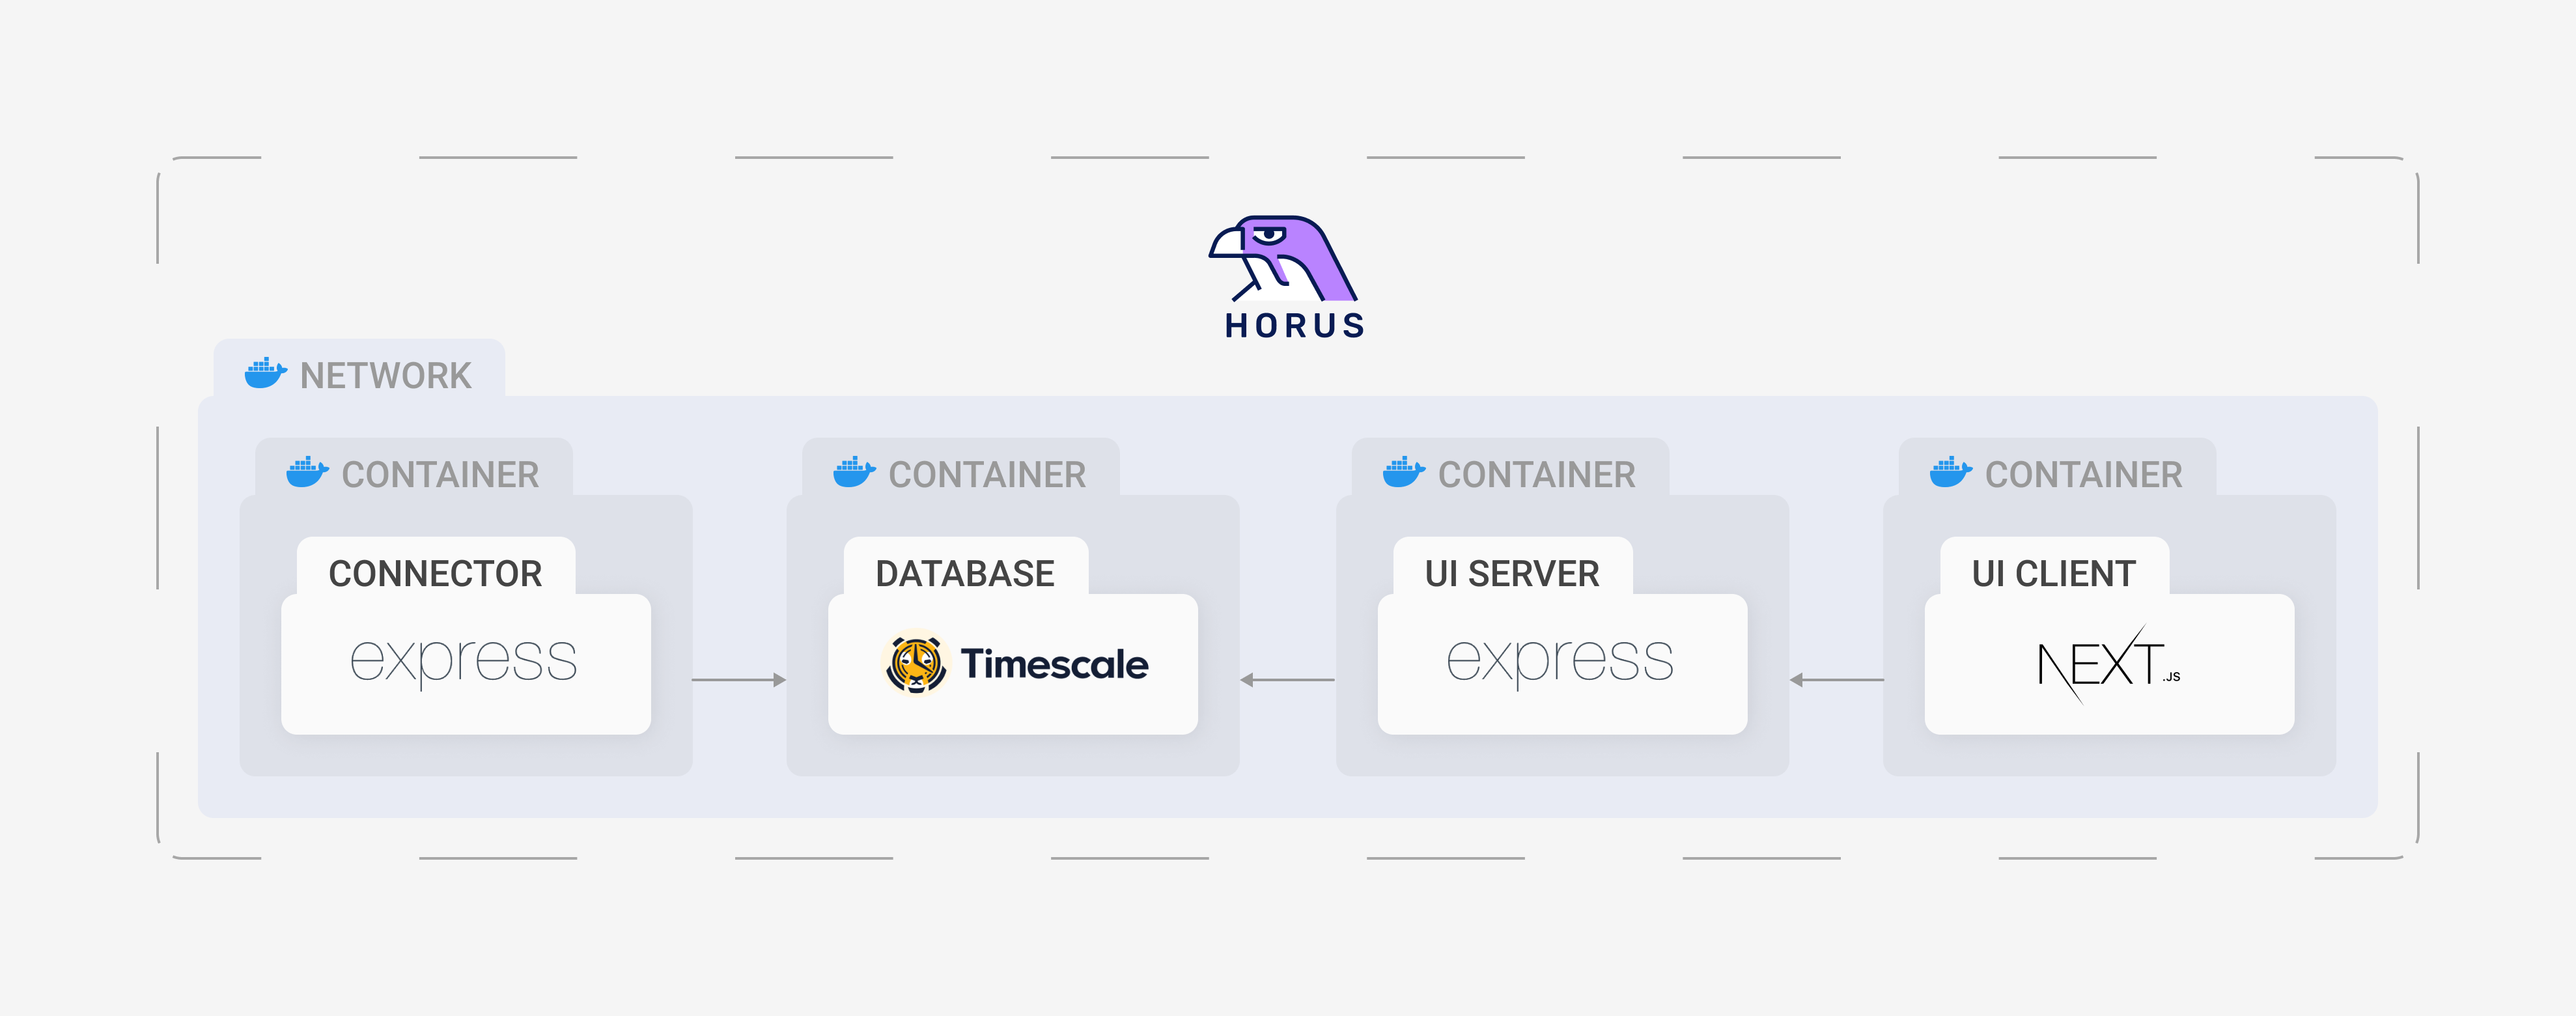 HORUS
NETWORK
CONTAINER
CONNECTOR
express
CONTAINER
DATABASE
Timescale
CONTAINER
UI SERVER
express
CONTAINER
UI CLIENT
NEXT.JS